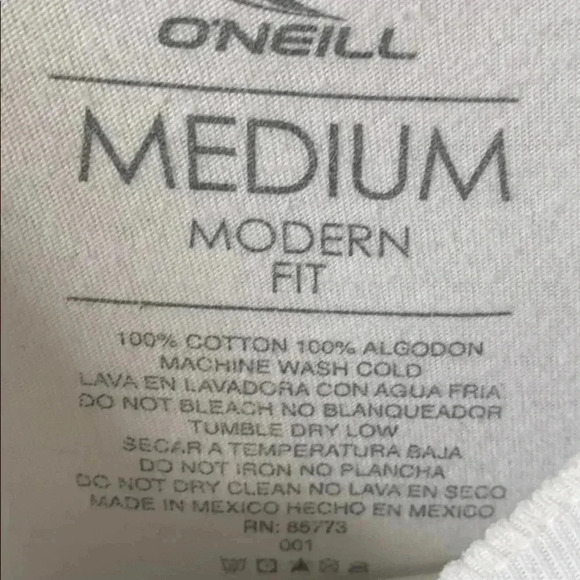 O'NEILL
MEDIUM
MODERN
FIT
100% COTTON 100% ALGODON
MACHINE WASH COLD
LAVA EN LAVADORA CON AGUA FRIA
DO NOT BLEACH NO BLANQUEADOR
TUMBLE DRY LOW
SECAR A TEMPERATURA BAJA
DO NOT IRON NO PLANCHA
DO NOT DRY CLEAN NO LAVA EN SECO
MADE IN MEXICO HECHO EN MEXICO
RN: 85773
001